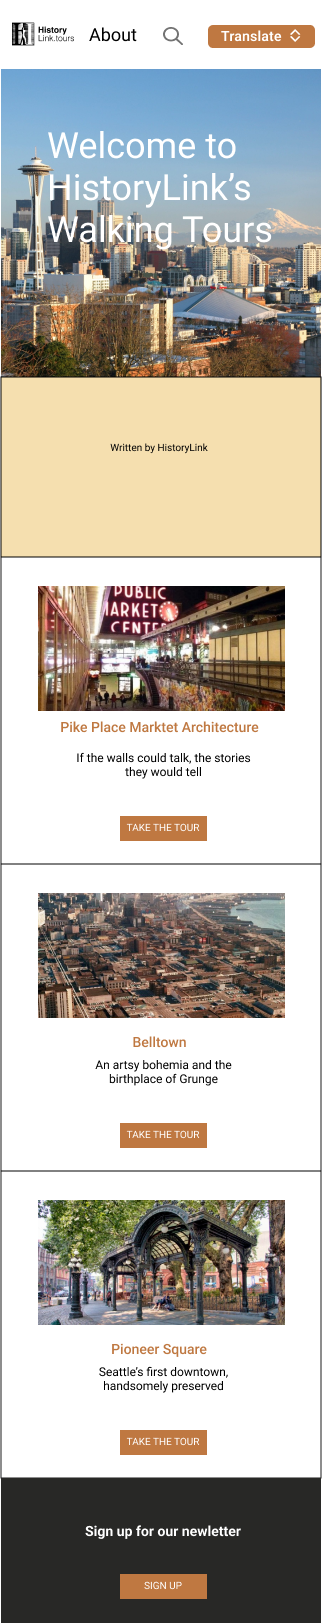 History
Link.tours
About
Translate
Welcome to
HistoryLink's
Walking Tours
Written by HistoryLink
PUBLIC
MARKET
CENTER
Pike Place Marktet Architecture
If the walls could talk, the stories
they would tell
TAKE THE TOUR
Belltown
An artsy bohemia and the
birthplace of Grunge
TAKE THE TOUR
Pioneer Square
Seattle's first downtown,
handsomely preserved
TAKE THE TOUR
Sign up for our newletter
SIGN UP